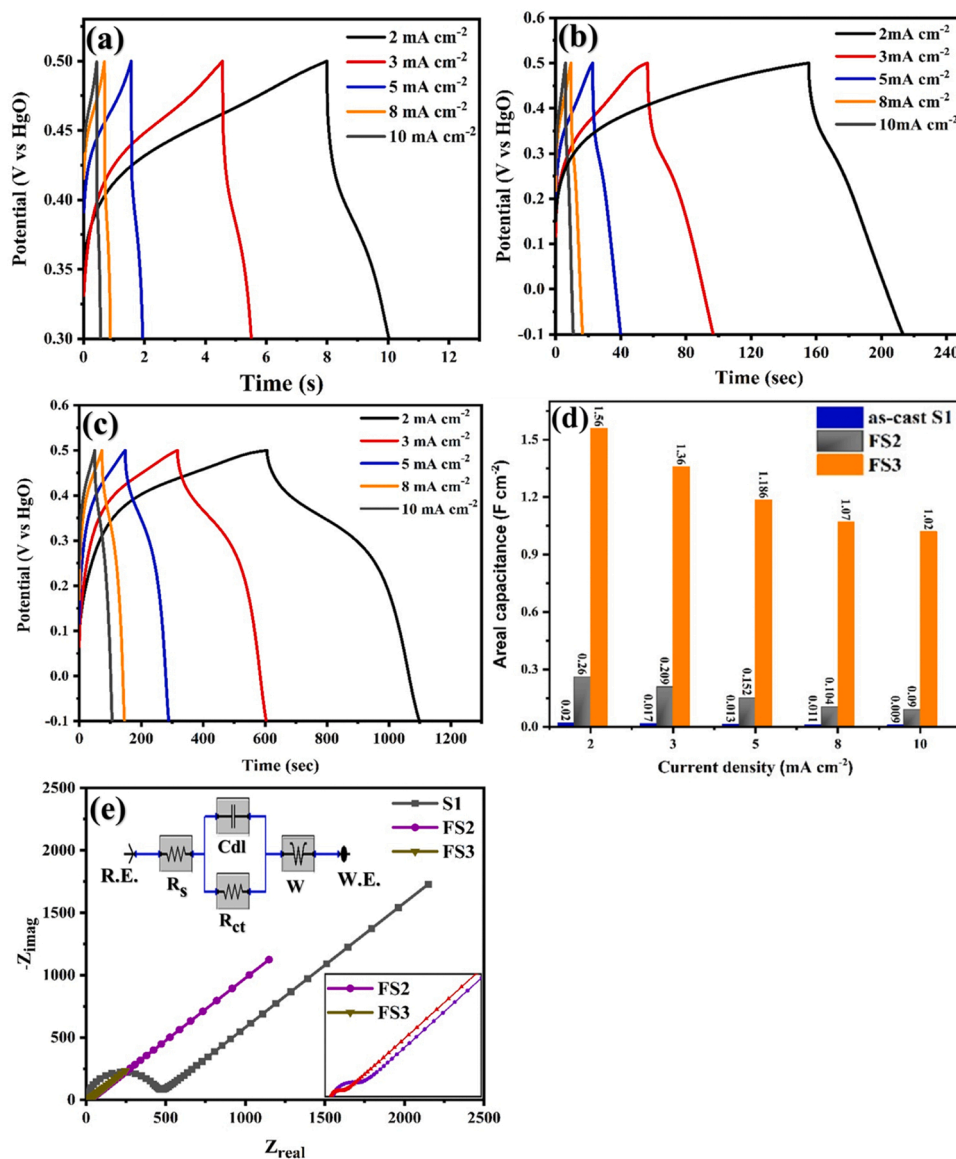 (a)
2 mA cm-2
3 mA cm-2
5 mA cm-2
8 mA cm-2
10 mA cm-2
Potential (V vs HgO)
0.50
0.45
0.40
0.35
0.30
0 2 4 6 8 10 12
Time (s)
(b)
2mA cm-2
3mA cm-2
5mA cm-2
8mA cm-2
10mA cm-2
Potential (V vs HgO)
0.6
0.5
0.4
0.3
0.2
0.1
0.0
-0.1
0 40 80 120 160 200 240
Time (sec)
(c)
2 mA cm-2
3 mA cm-2
5 mA cm-2
8 mA cm-2
10 mA cm-2
Potential (V vs HgO)
0.6
0.5
0.4
0.3
0.2
0.1
0.0
-0.1
0 200 400 600 800 1000 1200
Time (sec)
(d)
as-cast S1
FS2
FS3
Areal capacitance (F cm-2)
1.5
1.2
0.9
0.6
0.3
0.0
0.02 0.26 1.56
0.017 0.209 1.36
0.013 0.152 1.186
0.011 0.104 1.07
0.009 0.09 1.02
2 3 5 8 10
Current density (mA cm-2)
(e)
S1
FS2
FS3
R.E.
Rs
Cdl
Rct
W
W.E.
-Zimag
2500
2000
1500
1000
500
0
FS2
FS3
0 500 1000 1500 2000 2500
Zreal